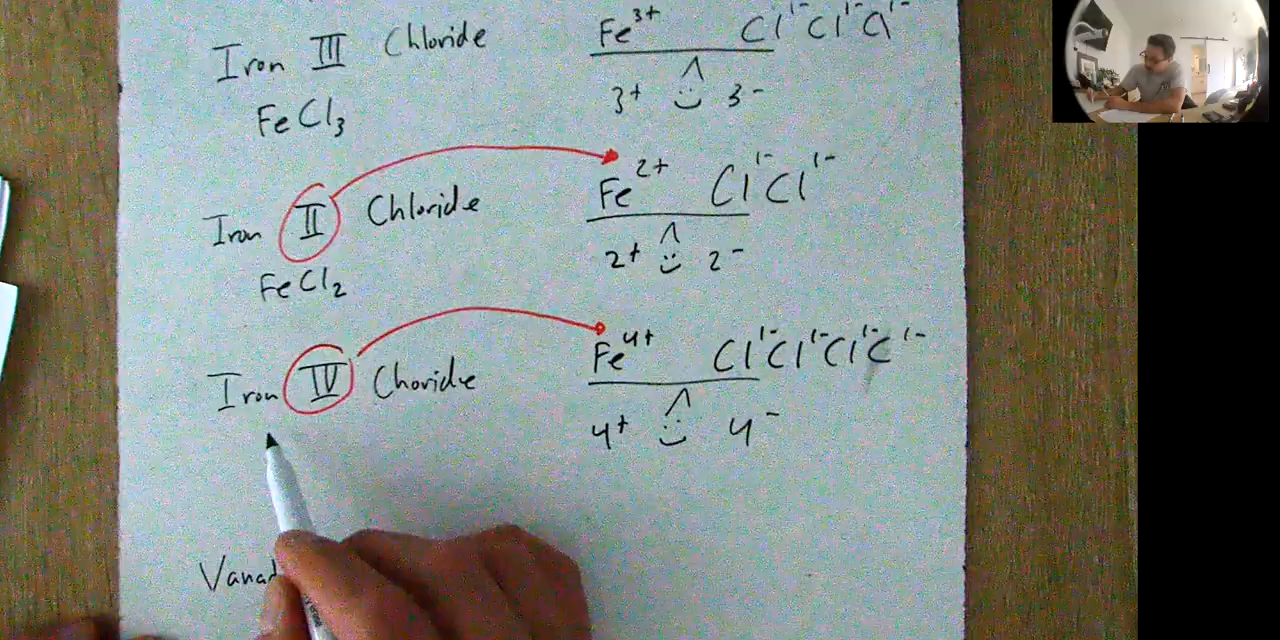 Iron III Chloride Fe³⁺ Cl¹⁻Cl¹⁻Cl¹⁻
3+ 3-
FeCl₃
Iron II Chloride Fe²⁺ Cl¹⁻Cl¹⁻
2+ 2-
FeCl₂
Iron IV Choride Fe⁴⁺ Cl¹⁻Cl¹⁻Cl¹⁻C¹⁻
4+ 4-